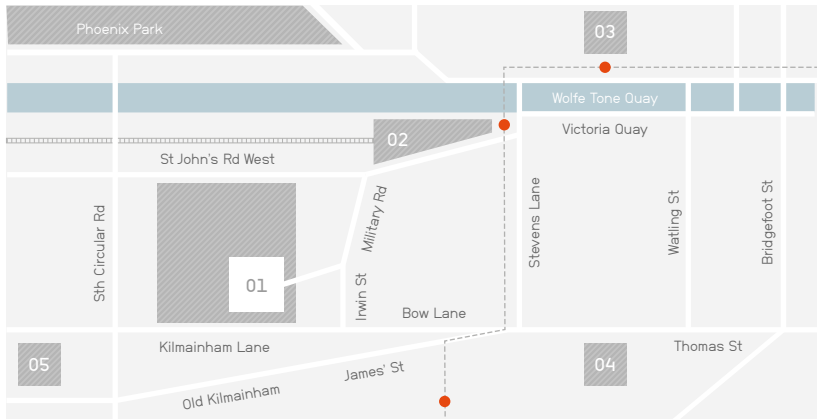 Phoenix Park
03
Wolfe Tone Quay
02
Victoria Quay
St John's Rd West
Sth Circular Rd
Military Rd
Stevens Lane
Watling St
Bridgefoot St
01
Irwin St
Bow Lane
Kilmainham Lane
Thomas St
05
James' St
04
Old Kilmainham